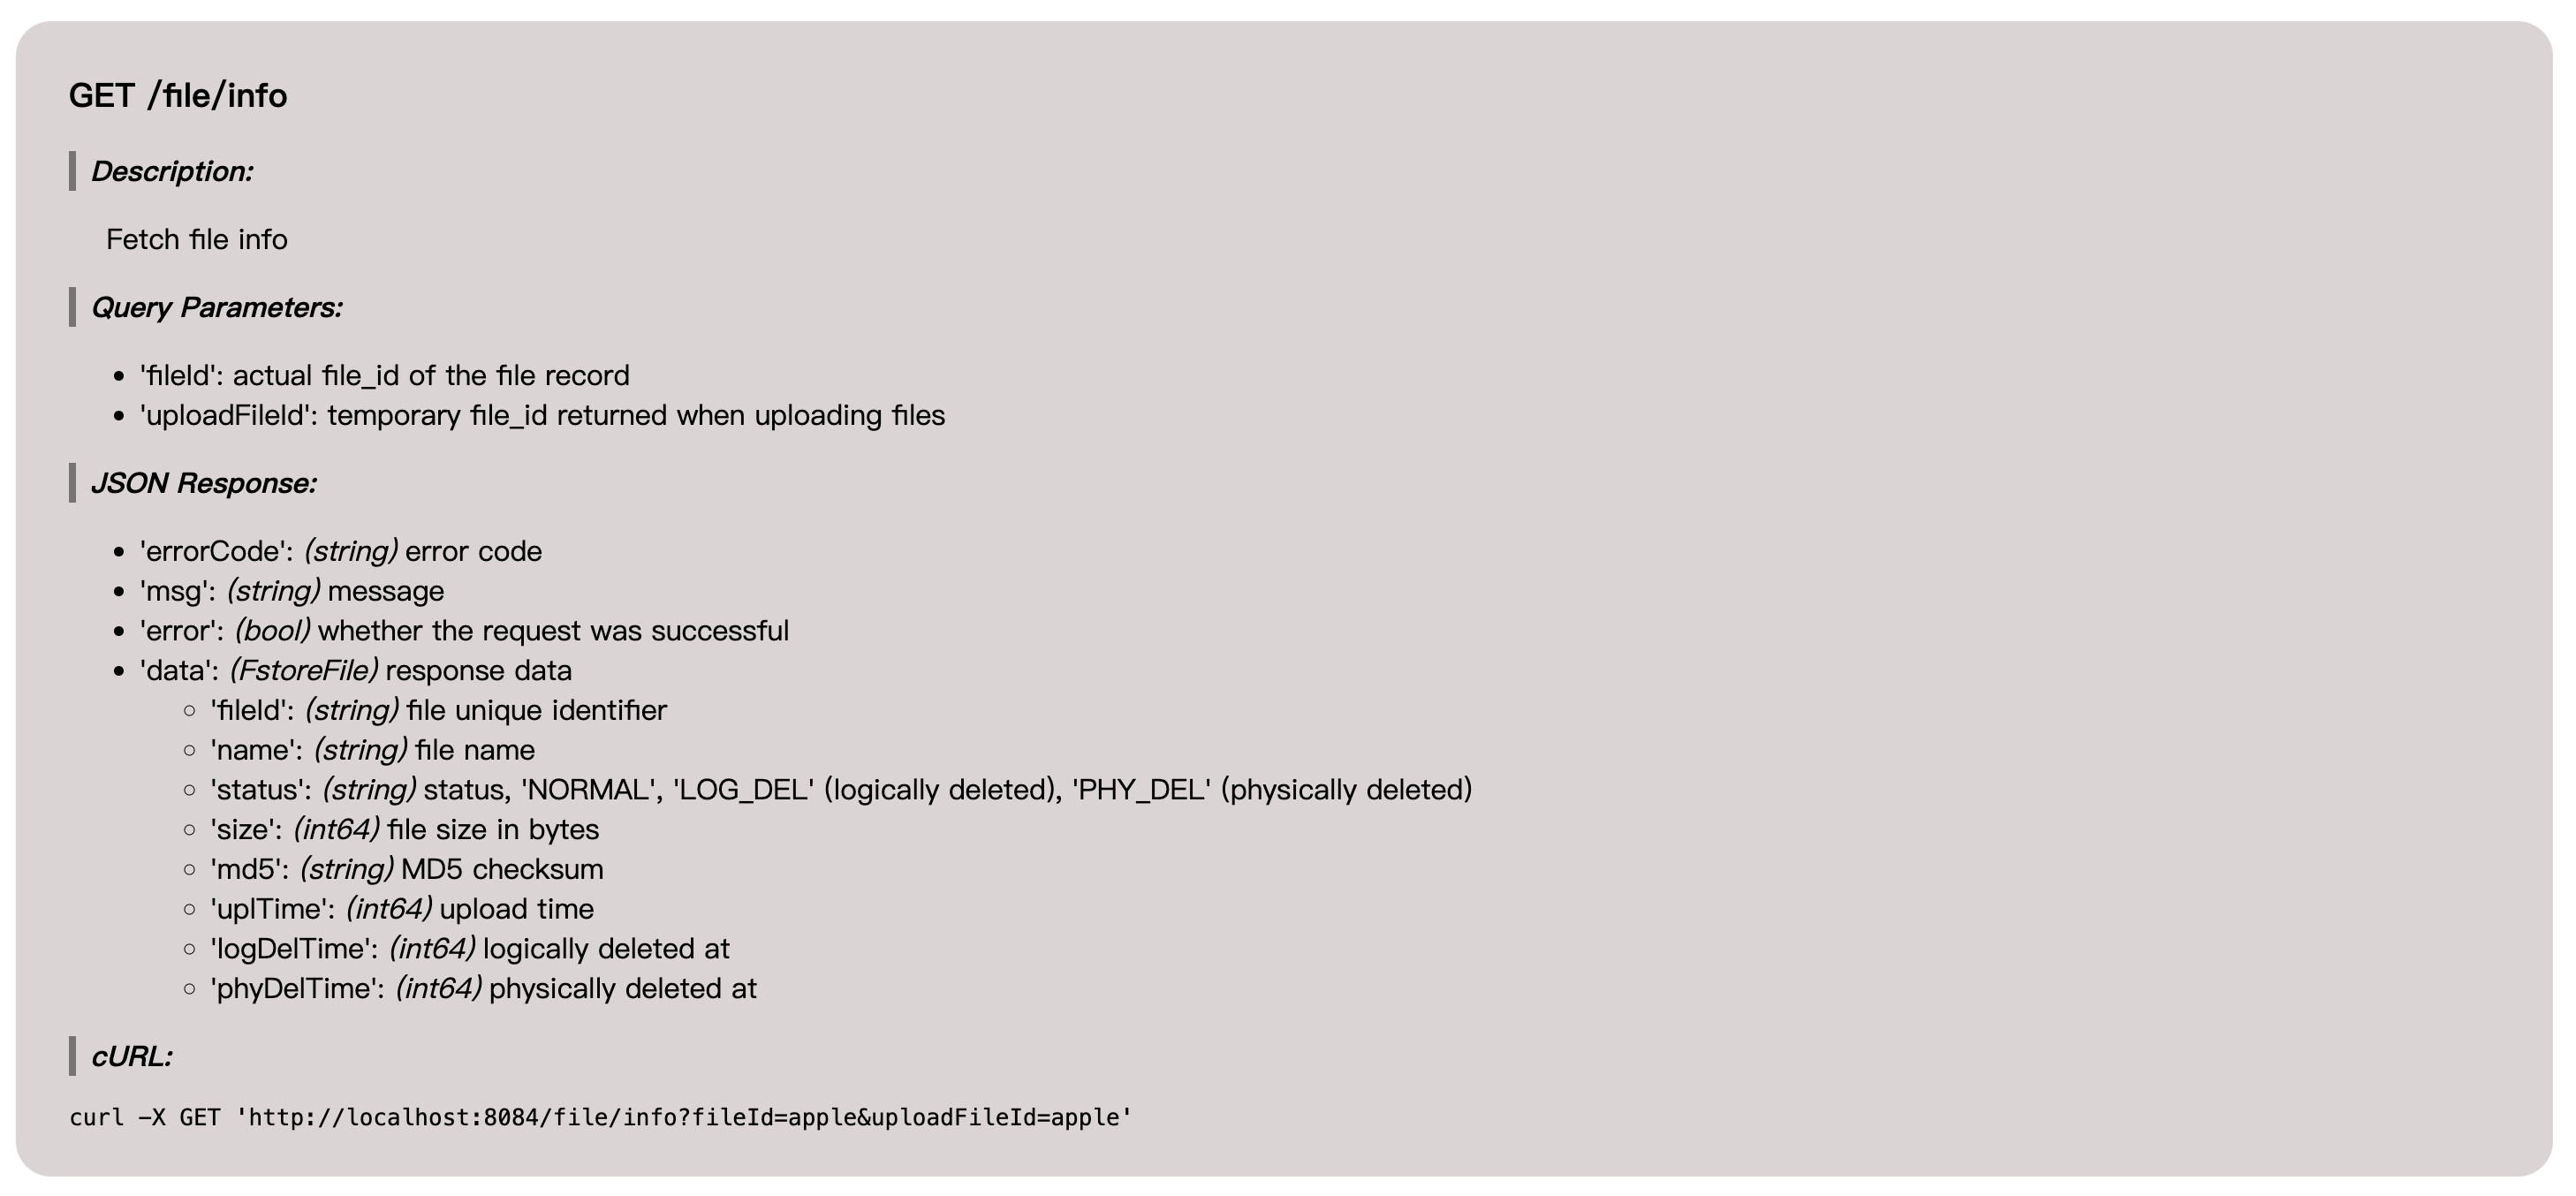 GET /file/info
Description:
Fetch file info
Query Parameters:
'fileId': actual file_id of the file record
'uploadFileId': temporary file_id returned when uploading files
JSON Response:
'errorCode': (string) error code
'msg': (string) message
'error': (bool) whether the request was successful
'data': (FstoreFile) response data
'fileId': (string) file unique identifier
'name': (string) file name
'status': (string) status, 'NORMAL', 'LOG_DEL' (logically deleted), 'PHY_DEL' (physically deleted)
'size': (int64) file size in bytes
'md5': (string) MD5 checksum
'uplTime': (int64) upload time
'logDelTime': (int64) logically deleted at
'phyDelTime': (int64) physically deleted at
cURL:
curl -X GET 'http://localhost:8084/file/info?fileId=apple&uploadFileId=apple'